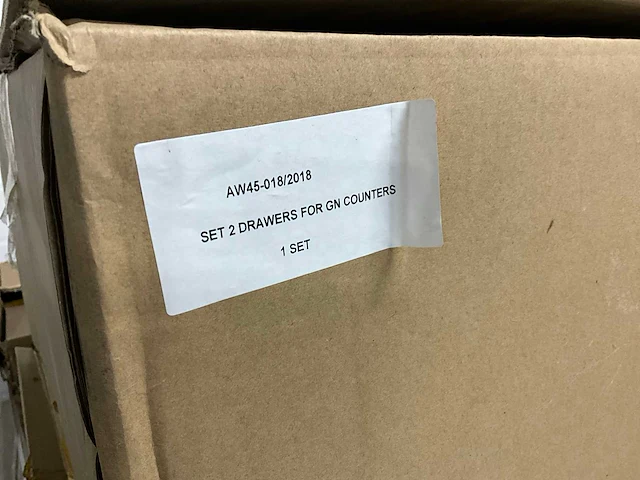 AW45-018/2018
SET 2 DRAWERS FOR GN COUNTERS
1 SET